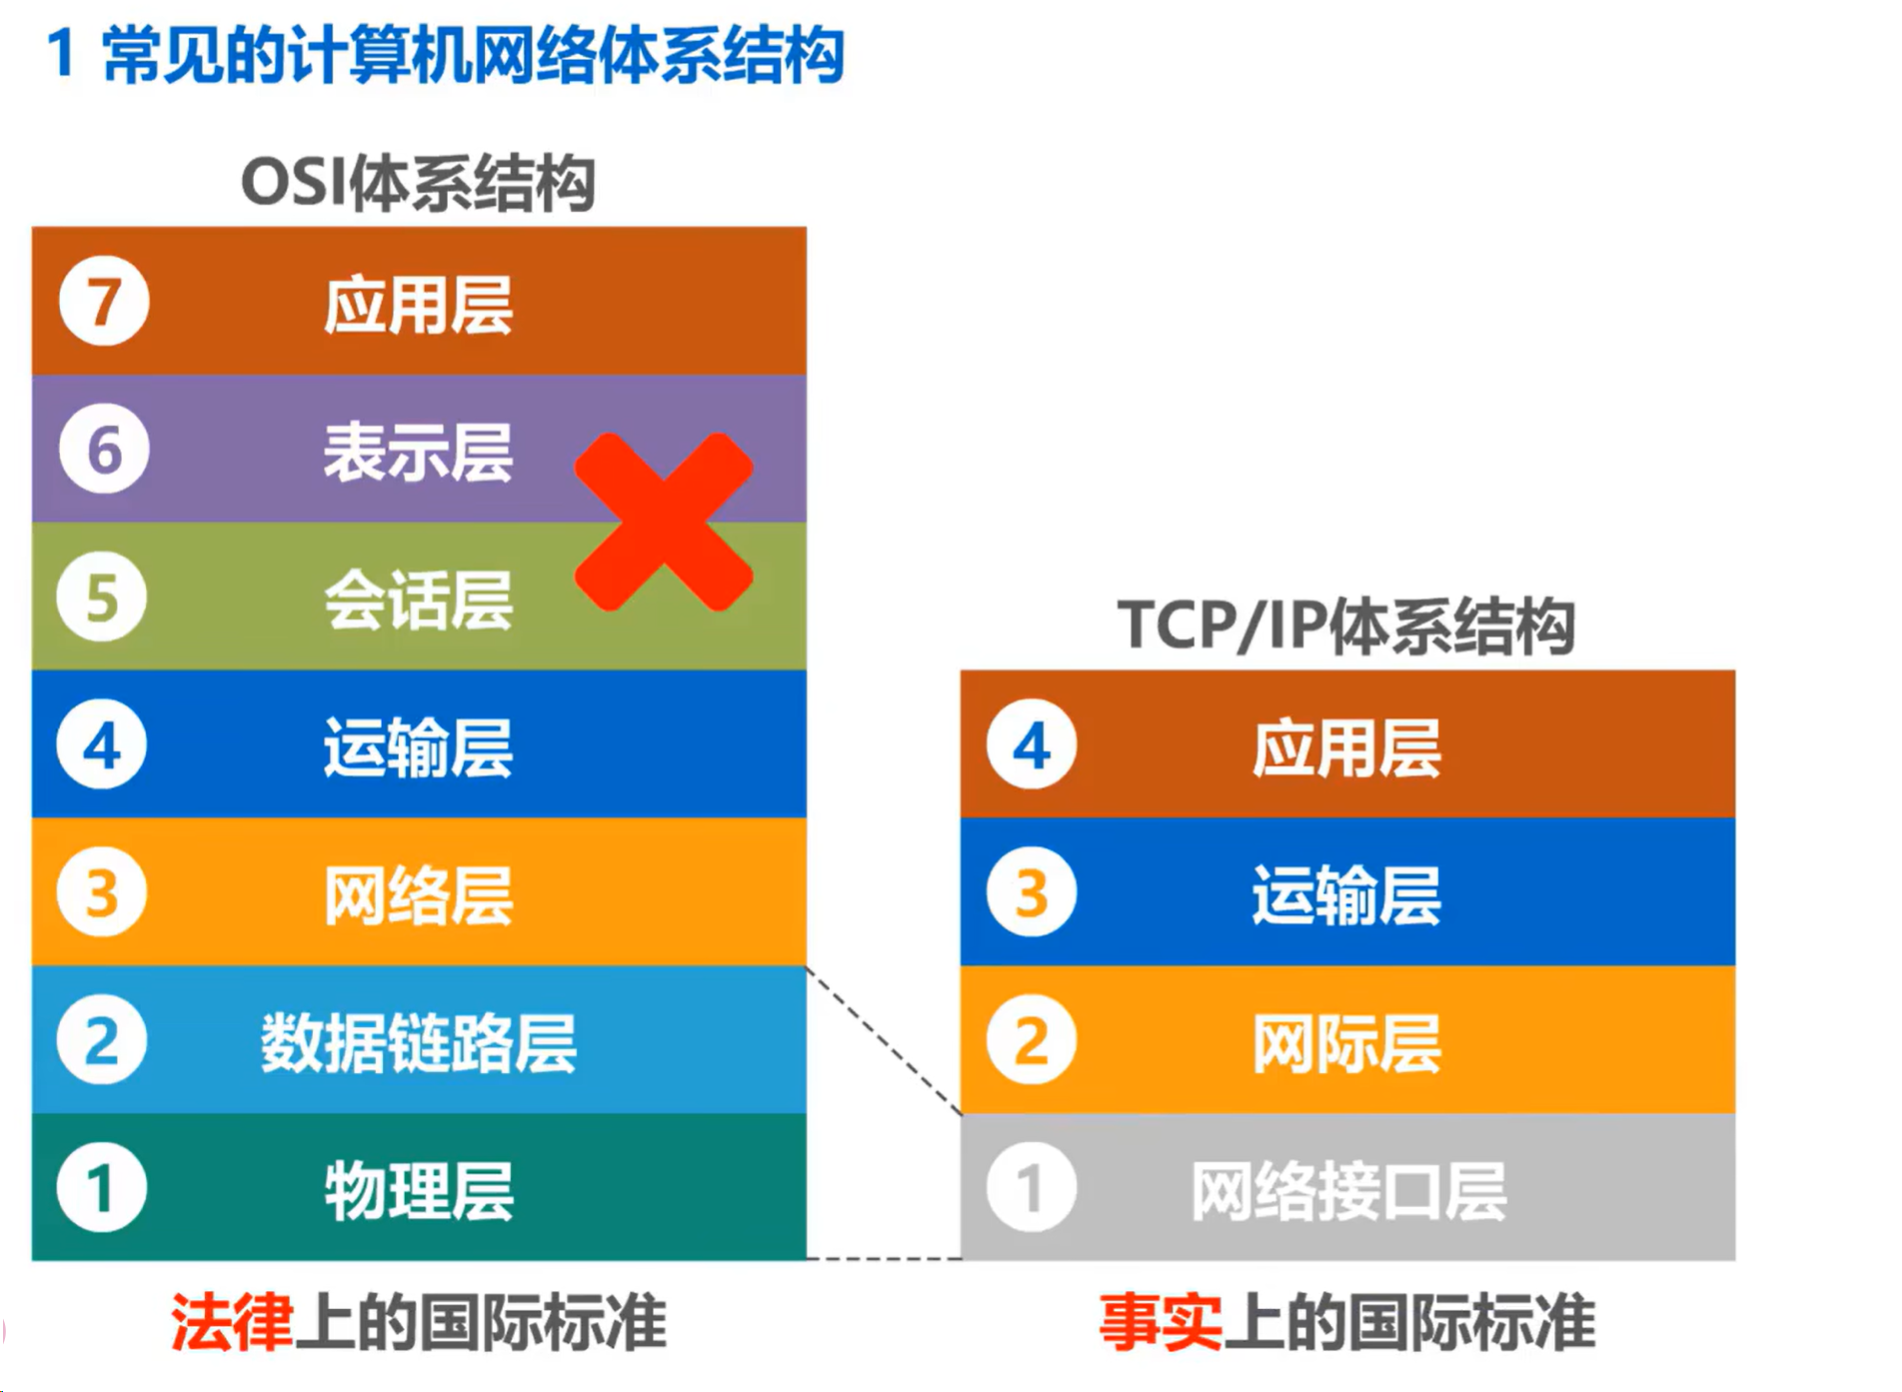 1 常见的计算机网络体系结构
OSI体系结构
7 应用层
6 表示层
5 会话层
4 运输层
3 网络层
2 数据链路层
1 物理层
法律上的国际标准
TCP/IP体系结构
4 应用层
3 运输层
2 网际层
1 网络接口层
事实上的国际标准